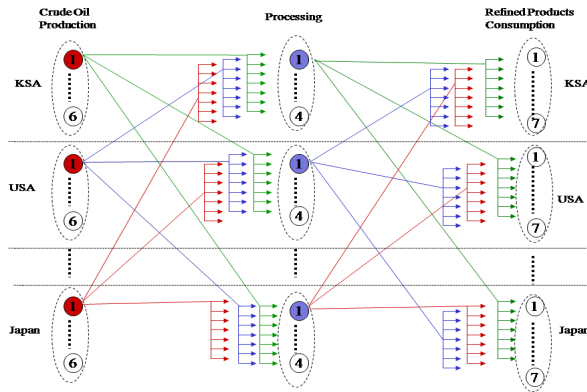 Crude Oil
Production
Processing
Refined Products
Consumption
KSA
1
6
1
4
1
7
KSA
USA
1
6
1
4
1
7
USA
Japan
1
6
1
4
1
7
Japan